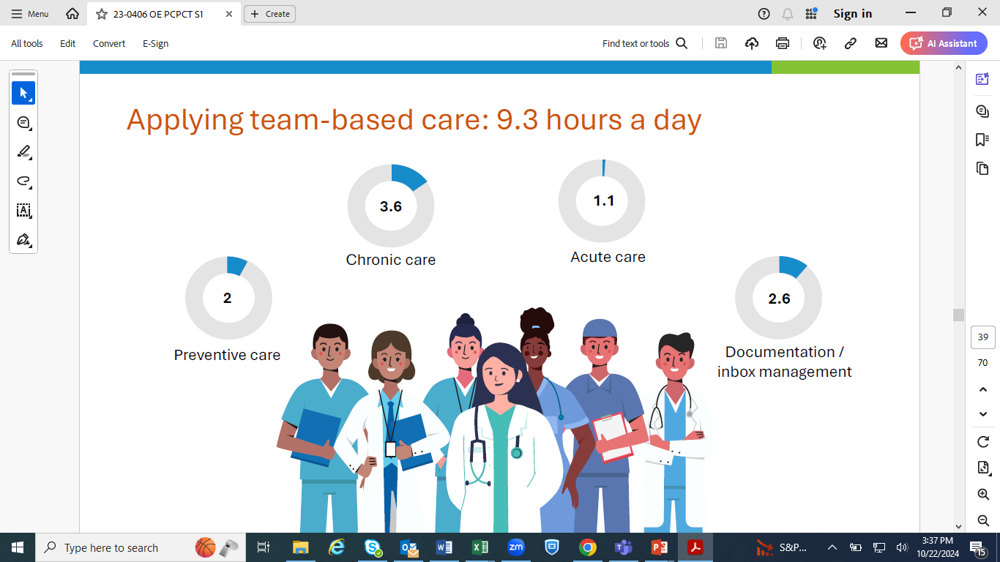 Menu
23-0406 OE PCPCT S1
Create
Sign in
All tools
Edit
Convert
E-Sign
Find text or tools
AI Assistant
Applying team-based care: 9.3 hours a day
3.6
Chronic care
1.1
Acute care
2
Preventive care
2.6
Documentation /
inbox management
39
70
Type here to search
S&P...
3:37 PM
10/22/2024
15